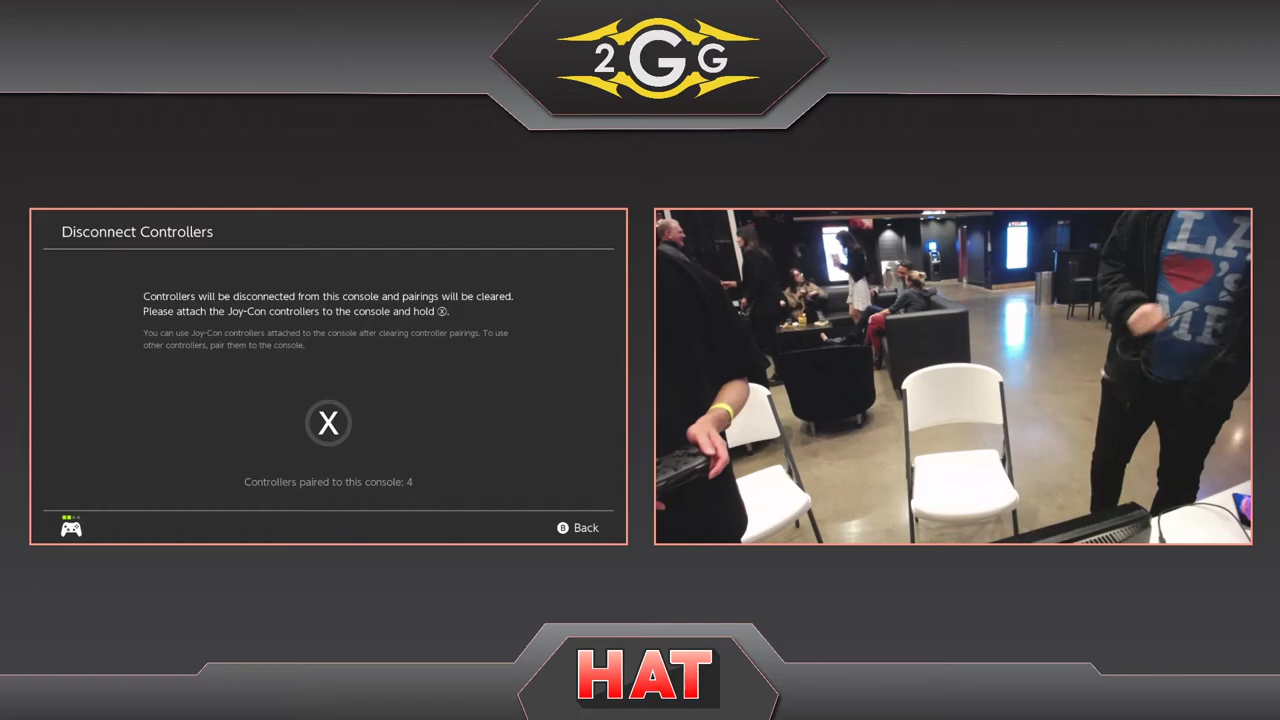 2GG
Disconnect Controllers
Controllers will be disconnected from this console and pairings will be cleared.
Please attach the Joy-Con controllers to the console and hold Ⓧ.
You can use Joy-Con controllers attached to the console after clearing controller pairings. To use
other controllers, pair them to the console.
X
Controllers paired to this console: 4
B Back
LA
❤'S
ME
HAT